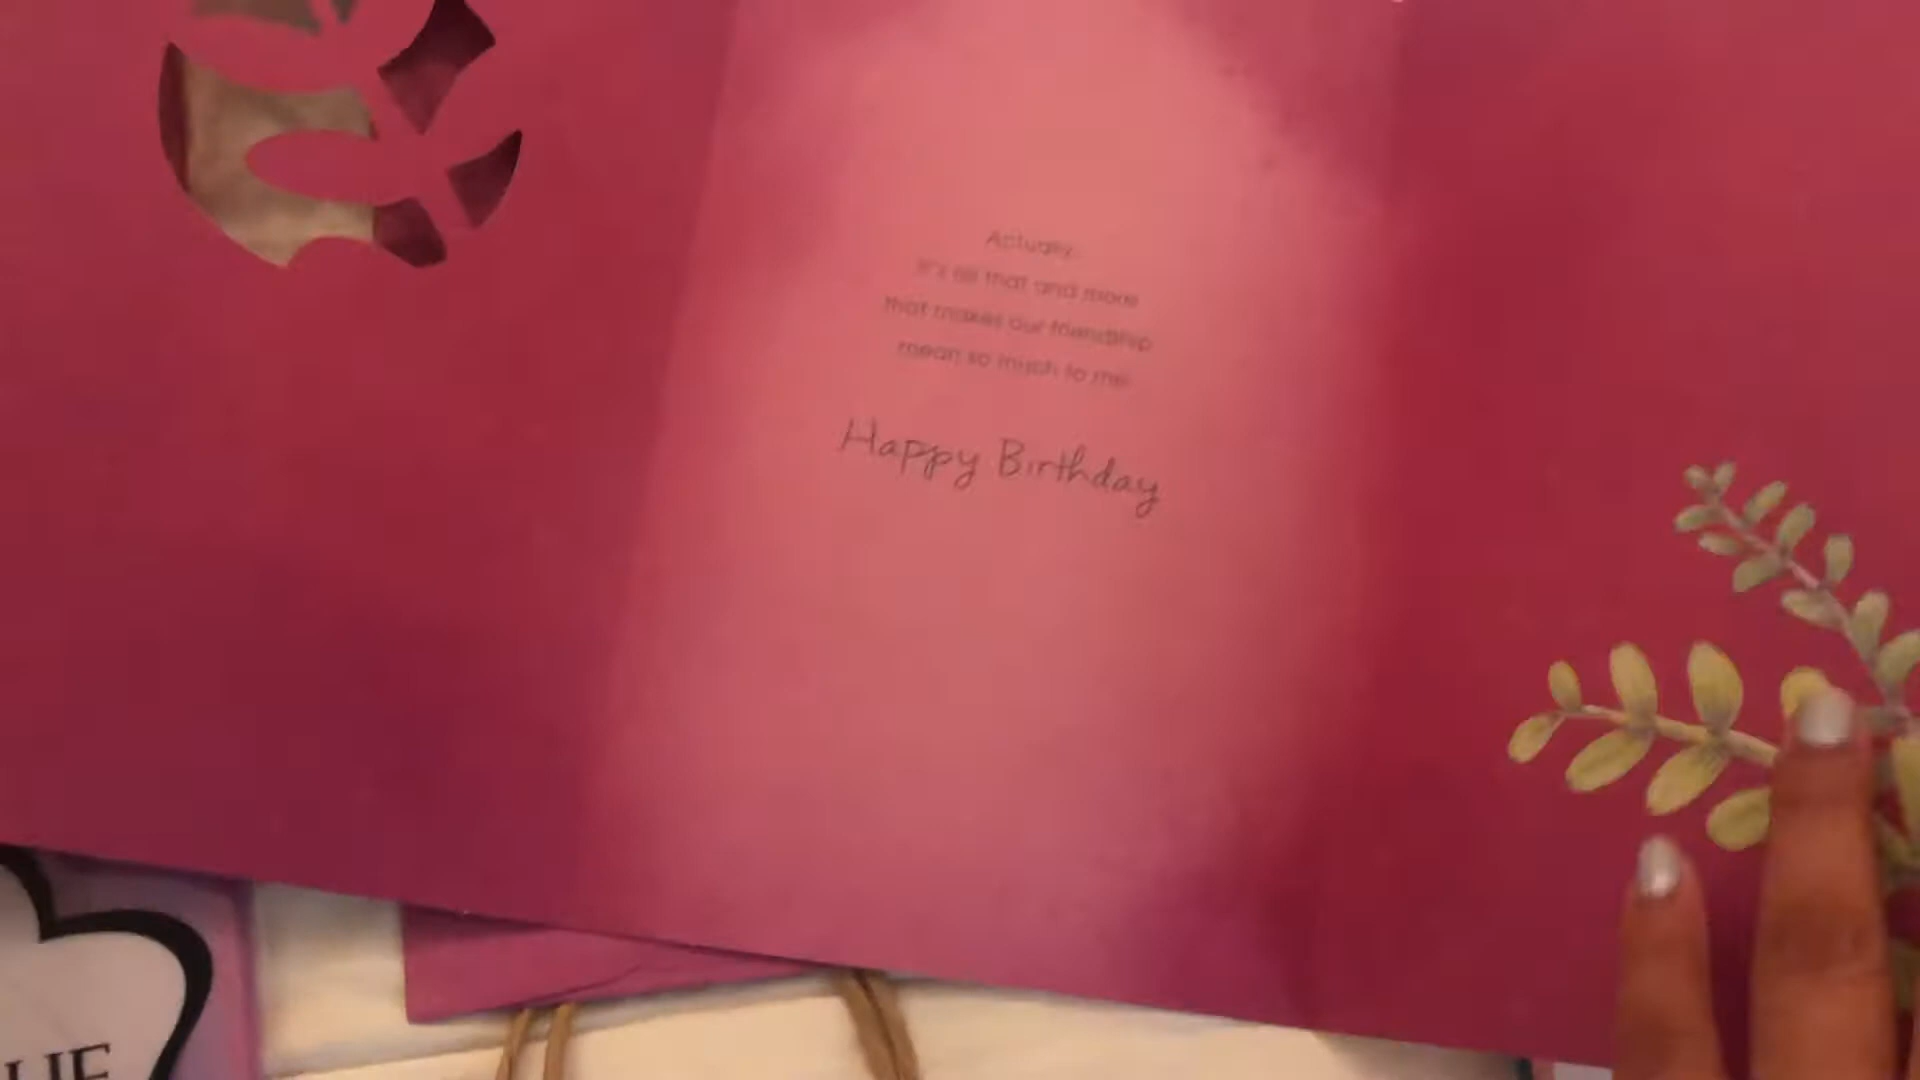 Actually,
it's all that and more
that makes our friendship
mean so much to me.
Happy Birthday